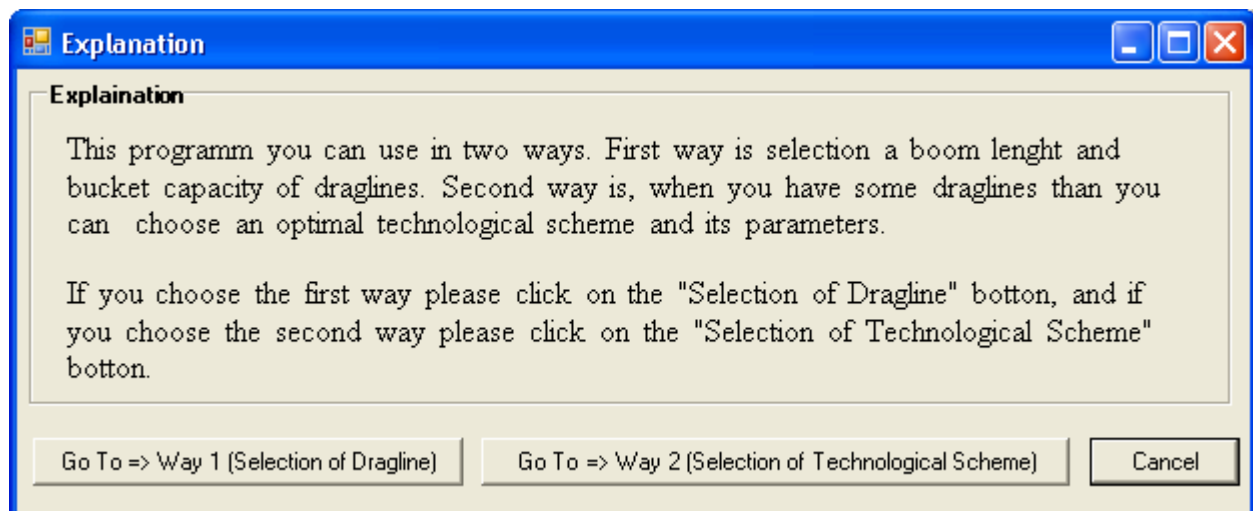 Explanation
Explaination
This programm you can use in two ways. First way is selection a boom lenght and
bucket capacity of draglines. Second way is, when you have some draglines than you
can choose an optimal technological scheme and its parameters.
If you choose the first way please click on the "Selection of Dragline" botton, and if
you choose the second way please click on the "Selection of Technological Scheme"
botton.
Go To => Way 1 (Selection of Dragline) Go To => Way 2 (Selection of Technological Scheme) Cancel